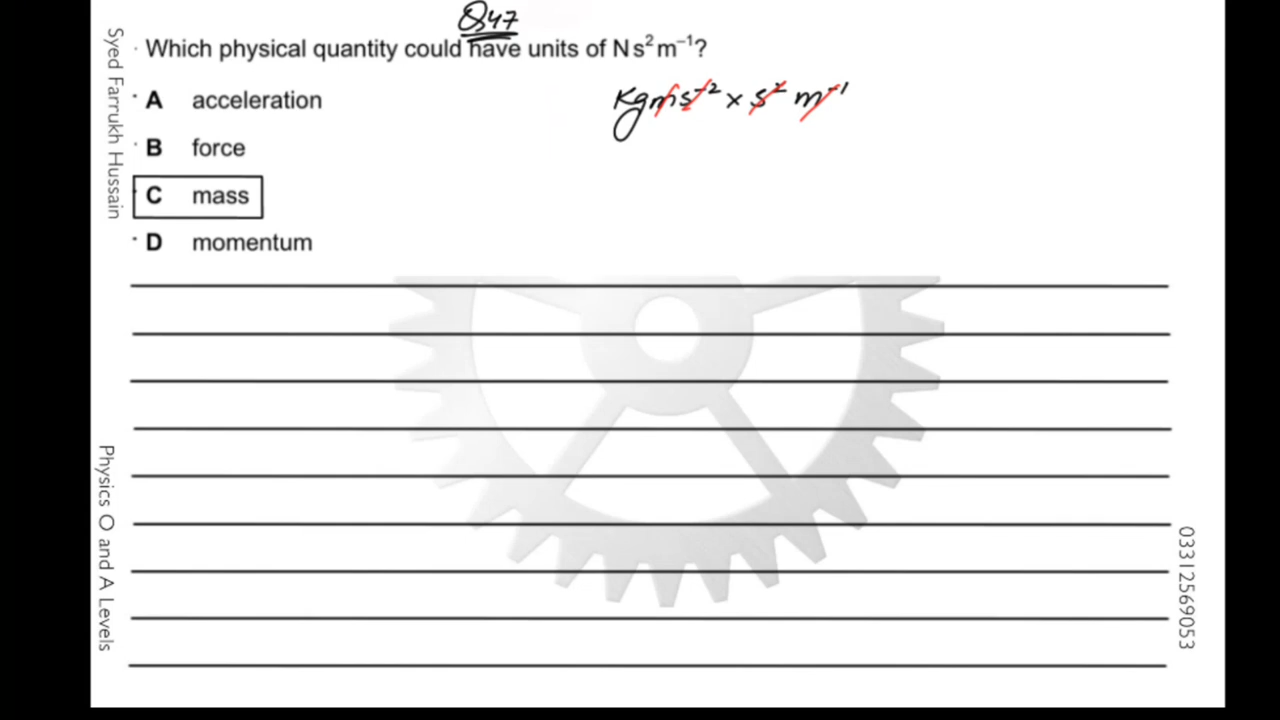 Q47
Which physical quantity could have units of N s² m⁻¹?
A acceleration
Kgms⁻² × s² m⁻¹
B force
C mass
D momentum
Syed Farrukh Hussain
Physics O and A Levels
03312569053